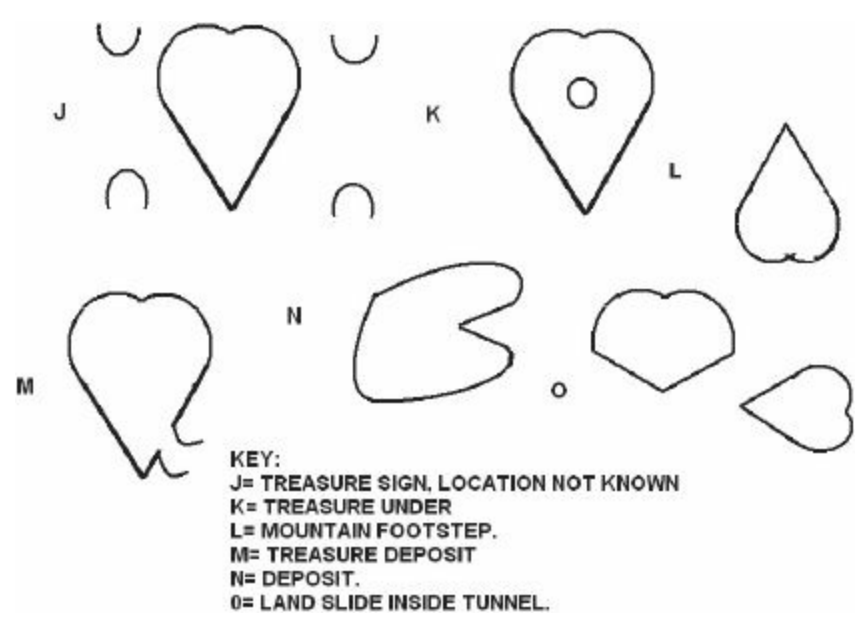 J
K
L
M
N
O
KEY:
J= TREASURE SIGN, LOCATION NOT KNOWN
K= TREASURE UNDER
L= MOUNTAIN FOOTSTEP.
M= TREASURE DEPOSIT
N= DEPOSIT.
0= LAND SLIDE INSIDE TUNNEL.